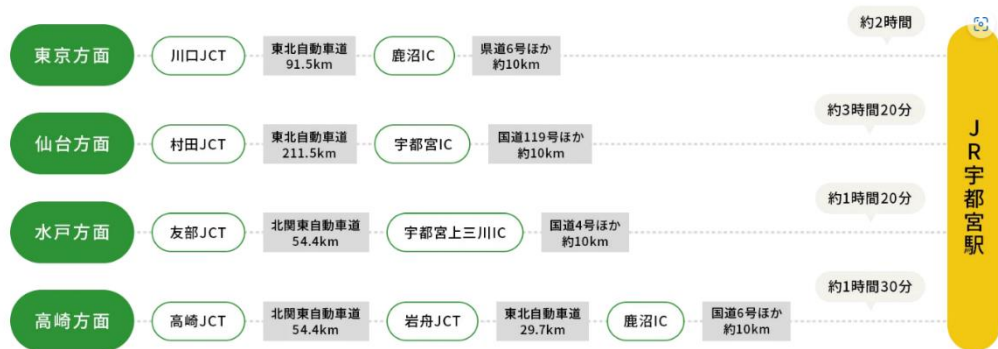 約2時間
東京方面
川口JCT
東北自動車道
91.5km
鹿沼IC
県道6号ほか
約10km
約3時間20分
仙台方面
村田JCT
東北自動車道
211.5km
宇都宮IC
国道119号ほか
約10km
約1時間20分
水戸方面
友部JCT
北関東自動車道
54.4km
宇都宮上三川IC
国道4号ほか
約10km
約1時間30分
高崎方面
高崎JCT
北関東自動車道
54.4km
岩舟JCT
東北自動車道
29.7km
鹿沼IC
国道6号ほか
約10km
JR宇都宮駅